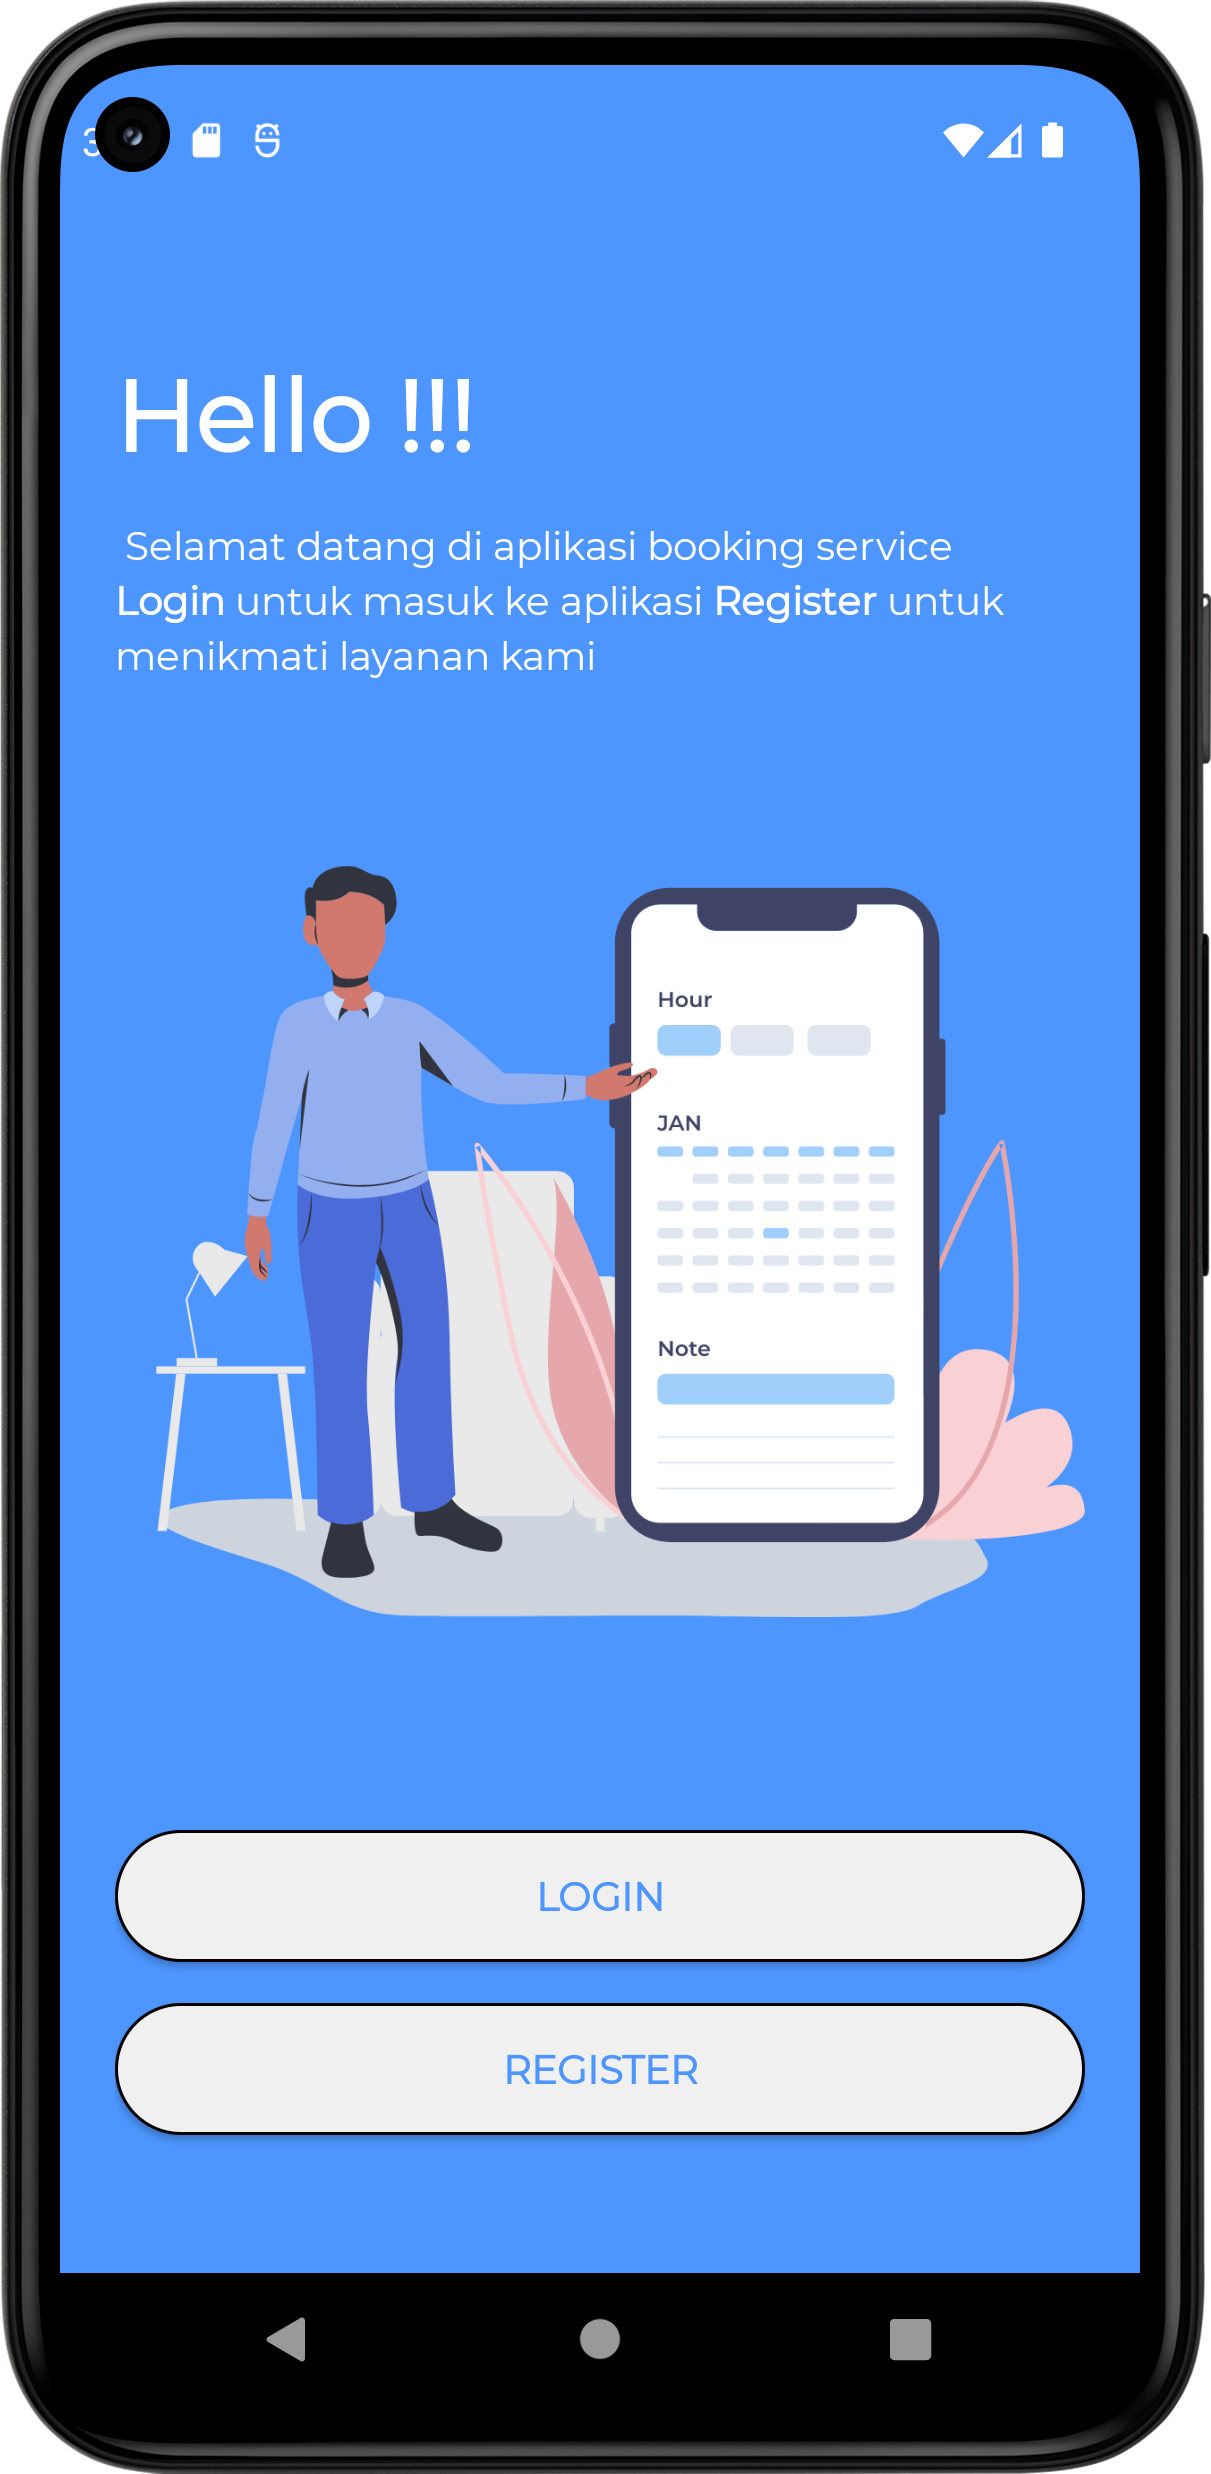 Hello !!!
Selamat datang di aplikasi booking service
Login untuk masuk ke aplikasi Register untuk
menikmati layanan kami
Hour
JAN
Note
LOGIN
REGISTER